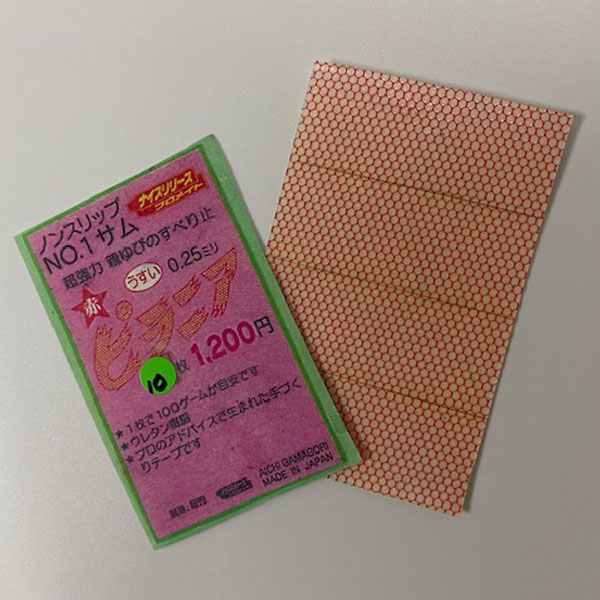 ノンスリップ
NO.1サム
ナイスリリース
プロメイト
超強力 親ゆびのすべり止
うすい
0.25ミリ
赤
ピラニア
10
枚 1,200円
★1枚で100ゲームが目安です
★ウレタン樹脂
★プロのアドバイスで生まれた手づく
りテープです
AICHI GAMAGORI
MADE IN JAPAN